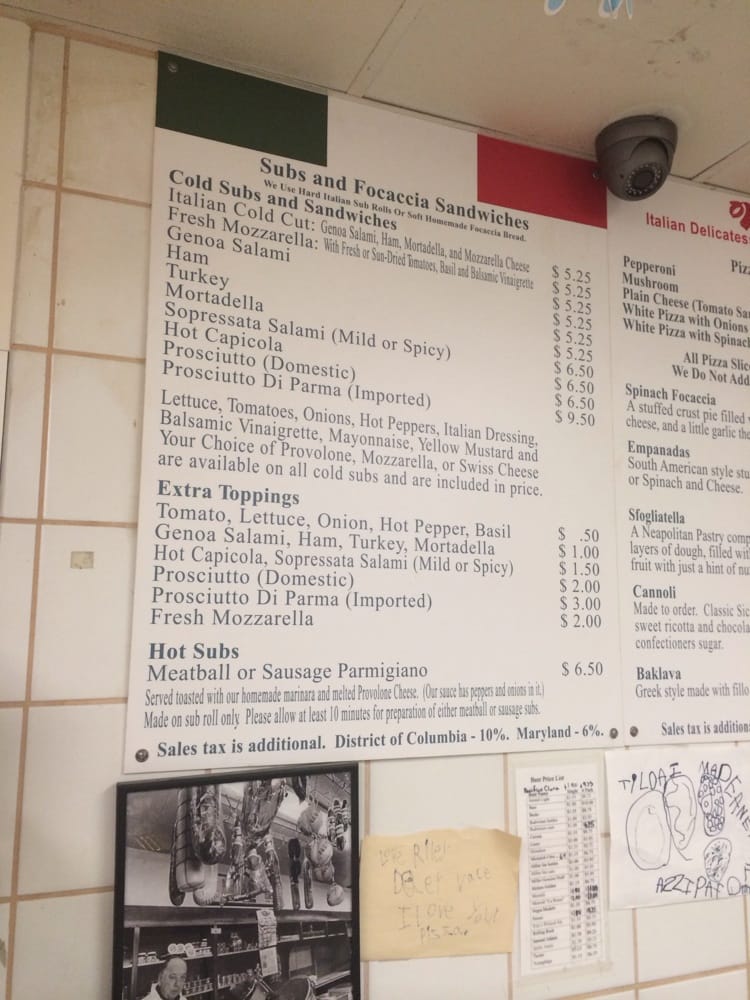 Subs and Focaccia Sandwiches
We Use Hard Italian Sub Rolls Or Soft Homemade Focaccia Bread.
Cold Subs and Sandwiches
Italian Cold Cut: Genoa Salami, Ham, Mortadella, and Mozzarella Cheese $ 5.25
Fresh Mozzarella: With Fresh or Sun-Dried Tomatoes, Basil and Balsamic Vinaigrette $ 5.25
Genoa Salami $ 5.25
Ham $ 5.25
Turkey $ 5.25
Mortadella $ 5.25
Sopressata Salami (Mild or Spicy) $ 6.50
Hot Capicola $ 6.50
Prosciutto (Domestic) $ 6.50
Prosciutto Di Parma (Imported) $ 9.50
Lettuce, Tomatoes, Onions, Hot Peppers, Italian Dressing,
Balsamic Vinaigrette, Mayonnaise, Yellow Mustard and
Your Choice of Provolone, Mozzarella, or Swiss Cheese
are available on all cold subs and are included in price.
Extra Toppings
Tomato, Lettuce, Onion, Hot Pepper, Basil $ .50
Genoa Salami, Ham, Turkey, Mortadella $ 1.00
Hot Capicola, Sopressata Salami (Mild or Spicy) $ 1.50
Prosciutto (Domestic) $ 2.00
Prosciutto Di Parma (Imported) $ 3.00
Fresh Mozzarella $ 2.00
Hot Subs
Meatball or Sausage Parmigiano $ 6.50
Served toasted with our homemade marinara and melted Provolone Cheese. (Our sauce has peppers and onions in it.)
Made on sub roll only. Please allow at least 10 minutes for preparation of either meatball or sausage subs.
Sales tax is additional. District of Columbia - 10%. Maryland - 6%.
Italian Delicates
Pizz
Pepperoni
Mushroom
Plain Cheese (Tomato Sau
White Pizza with Onions
White Pizza with Spinach
All Pizza Slic
We Do Not Add
Spinach Focaccia
A stuffed crust pie filled w
cheese, and a little garlic the
Empanadas
South American style stu
or Spinach and Cheese.
Sfogliatella
A Neapolitan Pastry comp
layers of dough, filled wit
fruit with just a hint of nu
Cannoli
Made to order. Classic Sic
sweet ricotta and chocola
confectioners sugar.
Baklava
Greek style made with fillo
Sales tax is addition
Beer Price List
I love